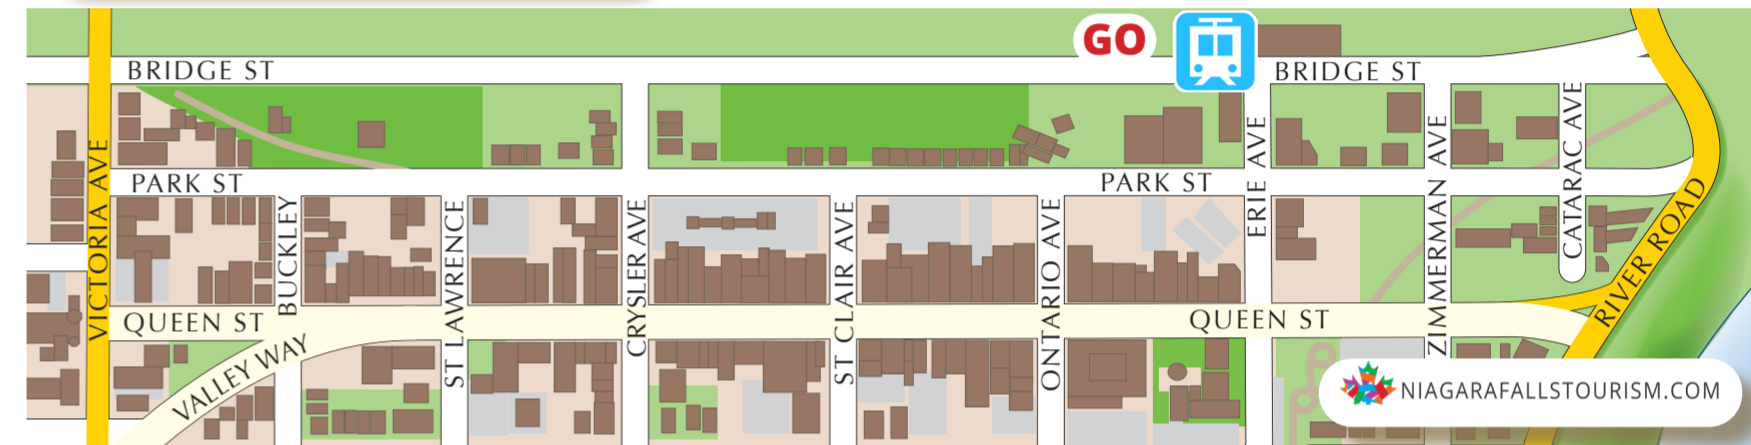 GO
BRIDGE ST
BRIDGE ST
VICTORIA AVE
PARK ST
PARK ST
ERIE AVE
ZIMMERMAN AVE
CATARAC AVE
RIVER ROAD
BUCKLEY
ST LAWRENCE
CRYSLER AVE
ST CLAIR AVE
ONTARIO AVE
QUEEN ST
QUEEN ST
VALLEY WAY
NIAGARAFALLSTOURISM.COM